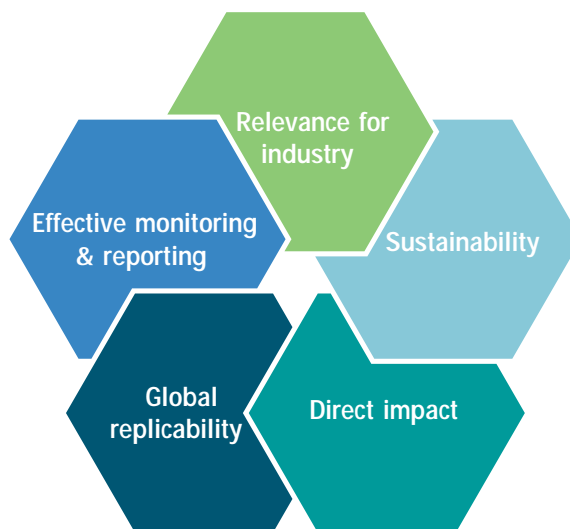 Relevance for
industry
Effective monitoring
& reporting
Sustainability
Global
replicability
Direct impact